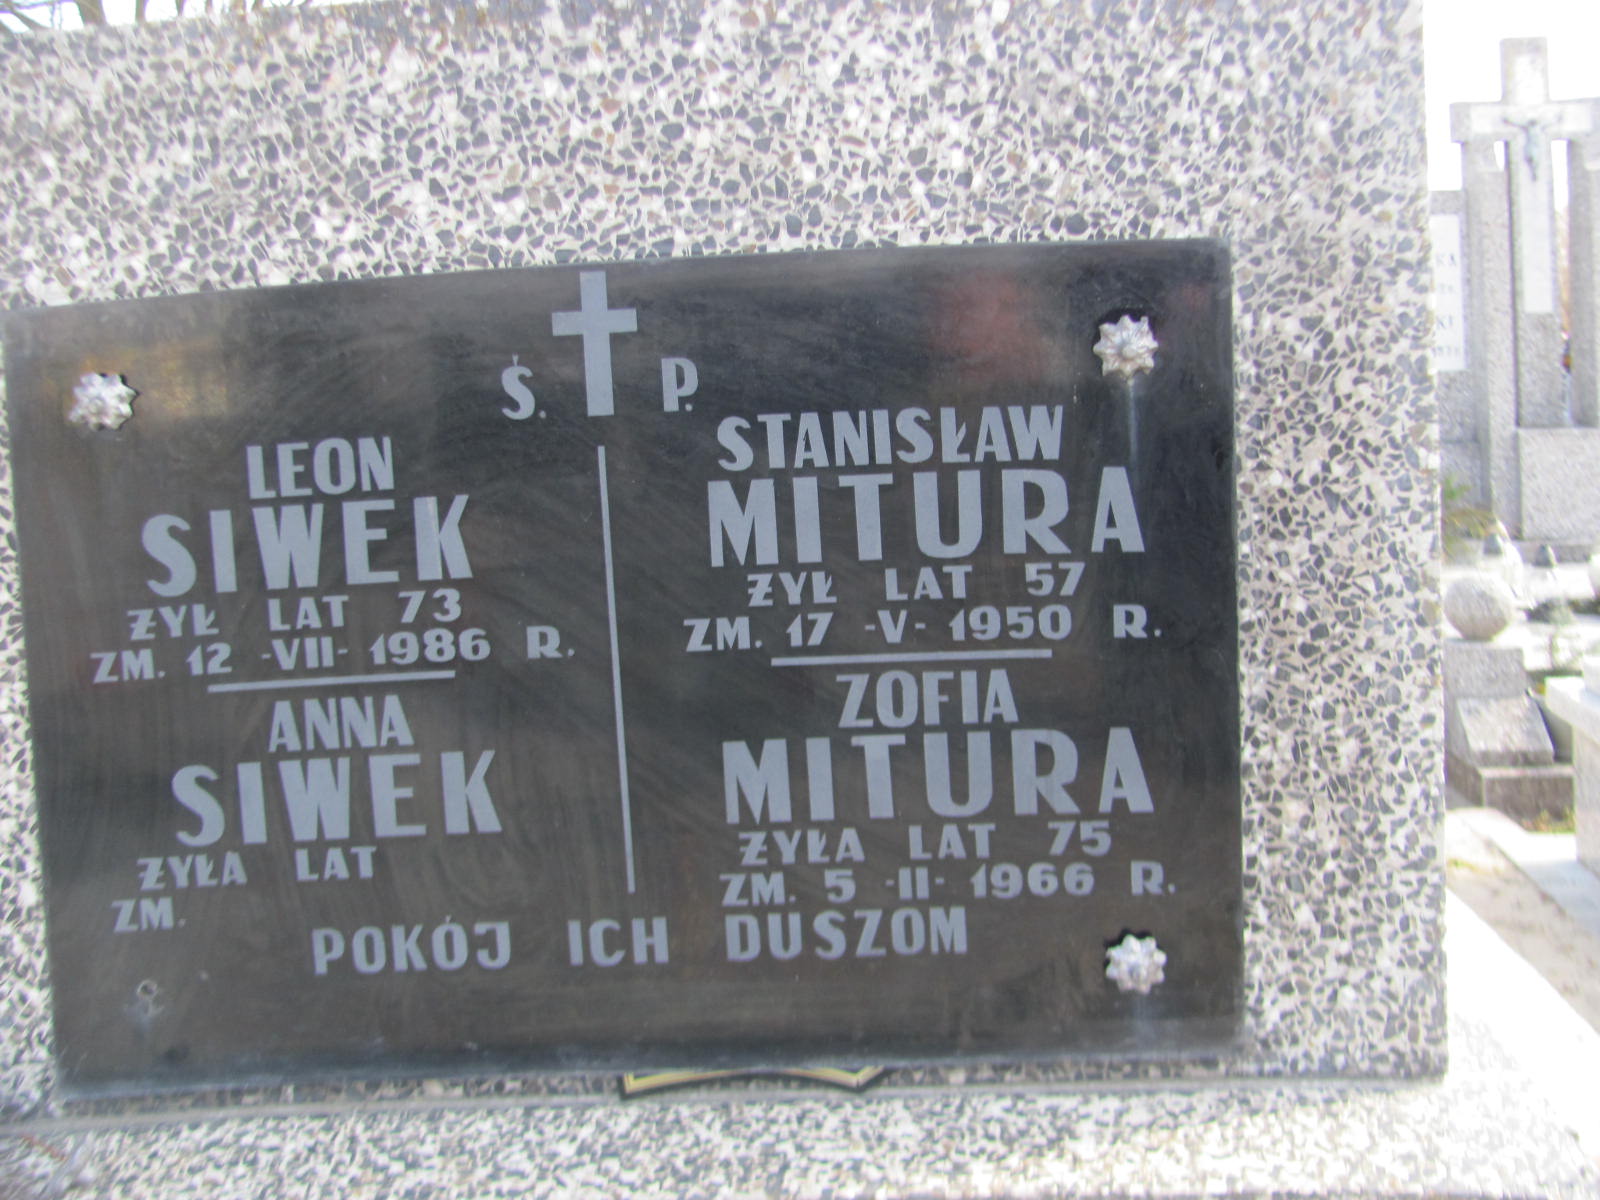 Ś. P.
LEON
SIWEK
ŻYŁ LAT 73
ZM. 12 -VII- 1986 R.
ANNA
SIWEK
ŻYŁA LAT
ZM.
STANISŁAW
MITURA
ŻYŁ LAT 57
ZM. 17 -V- 1950 R.
ZOFIA
MITURA
ŻYŁA LAT 75
ZM. 5 -II- 1966 R.
POKÓJ ICH DUSZOM